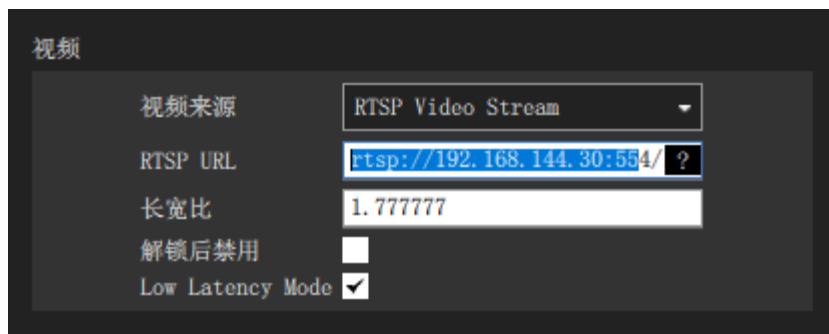 视频
视频来源 RTSP Video Stream
RTSP URL rtsp://192.168.144.30:554/ ?
长宽比 1.777777
解锁后禁用
Low Latency Mode